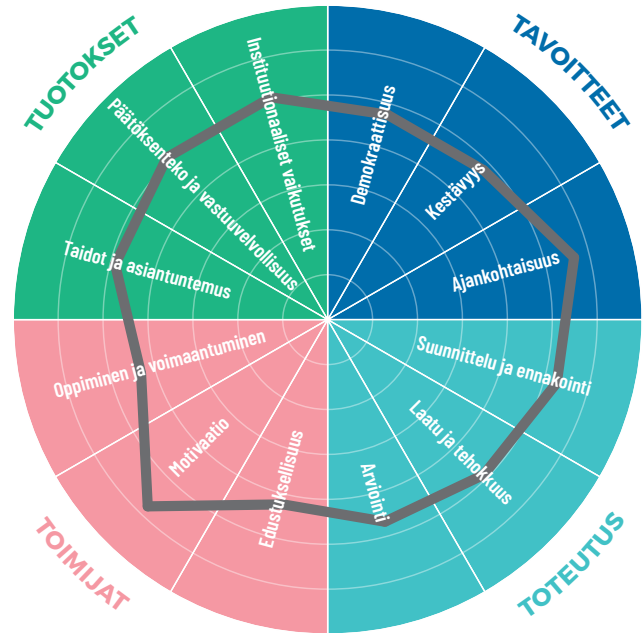 TUOTOKSET
TAVOITTEET
Institutionaaliset vaikutukset
Demokraattisuus
Päätöksenteko ja vastuuvelvollisuus
Kestävyys
Taidot ja asiantuntemus
Ajankohtaisuus
Oppiminen ja voimaantuminen
Suunnittelu ja ennakointi
Motivaatio
Laatu ja tehokkuus
Edustuksellisuus
Arviointi
TOIMIJAT
TOTEUTUS